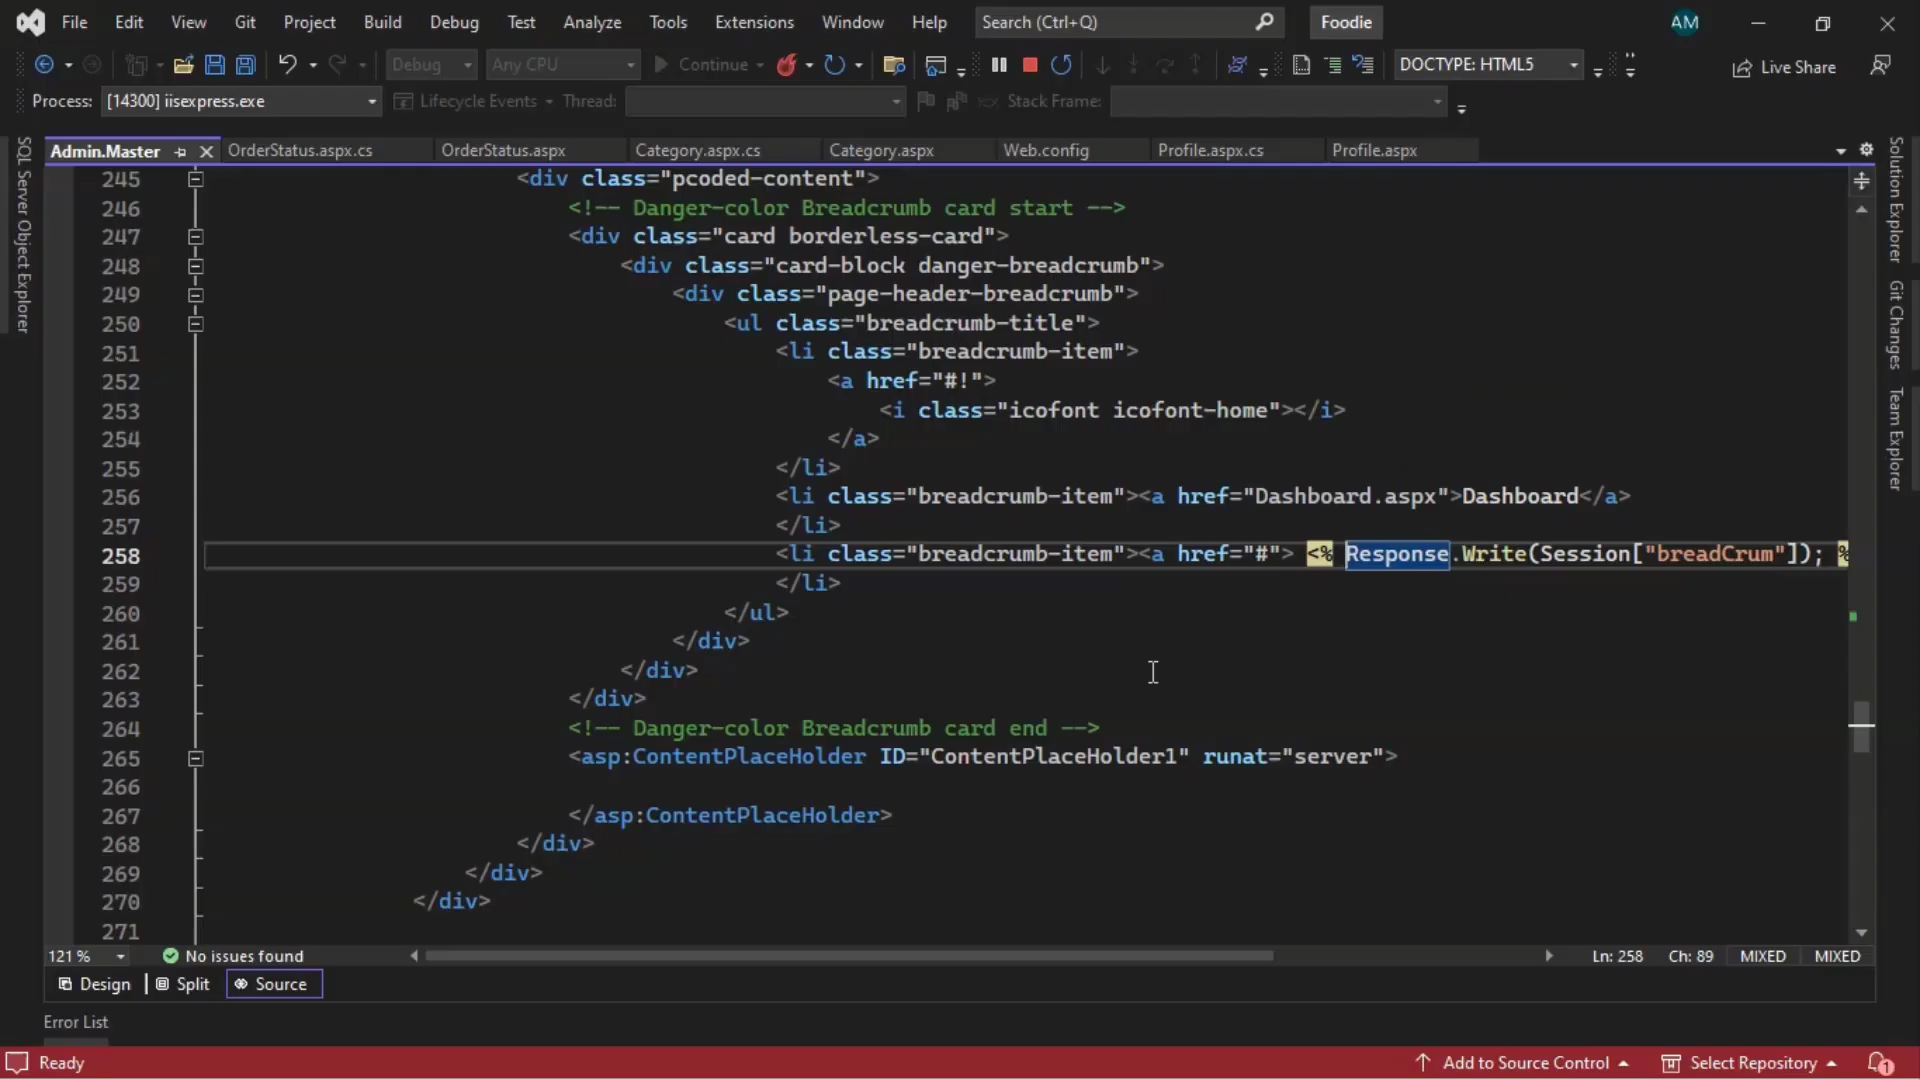 File Edit View Git Project Build Debug Test Analyze Tools Extensions Window Help Search (Ctrl+Q) Foodie AM
Debug Any CPU Continue DOCTYPE: HTML5 Live Share
Process: [14300] iisexpress.exe Lifecycle Events Thread: Stack Frame:
Admin.Master OrderStatus.aspx.cs OrderStatus.aspx Category.aspx.cs Category.aspx Web.config Profile.aspx.cs Profile.aspx
SQL Server Object Explorer
245 <div class="pcoded-content">
246 <!-- Danger-color Breadcrumb card start -->
247 <div class="card borderless-card">
248 <div class="card-block danger-breadcrumb">
249 <div class="page-header-breadcrumb">
250 <ul class="breadcrumb-title">
251 <li class="breadcrumb-item">
252 <a href="#!">
253 <i class="icofont icofont-home"></i>
254 </a>
255 </li>
256 <li class="breadcrumb-item"><a href="Dashboard.aspx">Dashboard</a>
257 </li>
258 <li class="breadcrumb-item"><a href="#"> <% Response.Write(Session["breadCrum"]); %
259 </li>
260 </ul>
261 </div>
262 </div>
263 </div>
264 <!-- Danger-color Breadcrumb card end -->
265 <asp:ContentPlaceHolder ID="ContentPlaceHolder1" runat="server">
266
267 </asp:ContentPlaceHolder>
268 </div>
269 </div>
270 </div>
271
Solution Explorer
Git Changes
Team Explorer
121 % No issues found Ln: 258 Ch: 89 MIXED MIXED
Design Split Source
Error List
Ready Add to Source Control Select Repository 1